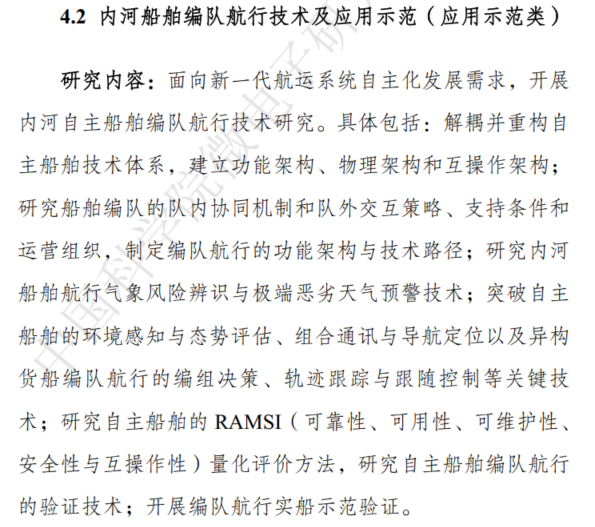 4.2 内河船舶编队航行技术及应用示范（应用示范类）
研究内容：面向新一代航运系统自主化发展需求，开展
内河自主船舶编队航行技术研究。具体包括：解耦并重构自
主船舶技术体系，建立功能架构、物理架构和互操作架构；
研究船舶编队的队内协同机制和队外交互策略、支持条件和
运营组织，制定编队航行的功能架构与技术路径；研究内河
船舶航行气象风险辨识与极端恶劣天气预警技术；突破自主
船舶的环境感知与态势评估、组合通讯与导航定位以及异构
货船编队航行的编组决策、轨迹跟踪与跟随控制等关键技
术；研究自主船舶的 RAMSI（可靠性、可用性、可维护性、
安全性与互操作性）量化评价方法，研究自主船舶编队航行
的验证技术；开展编队航行实船示范验证。
中国科学院微电子研